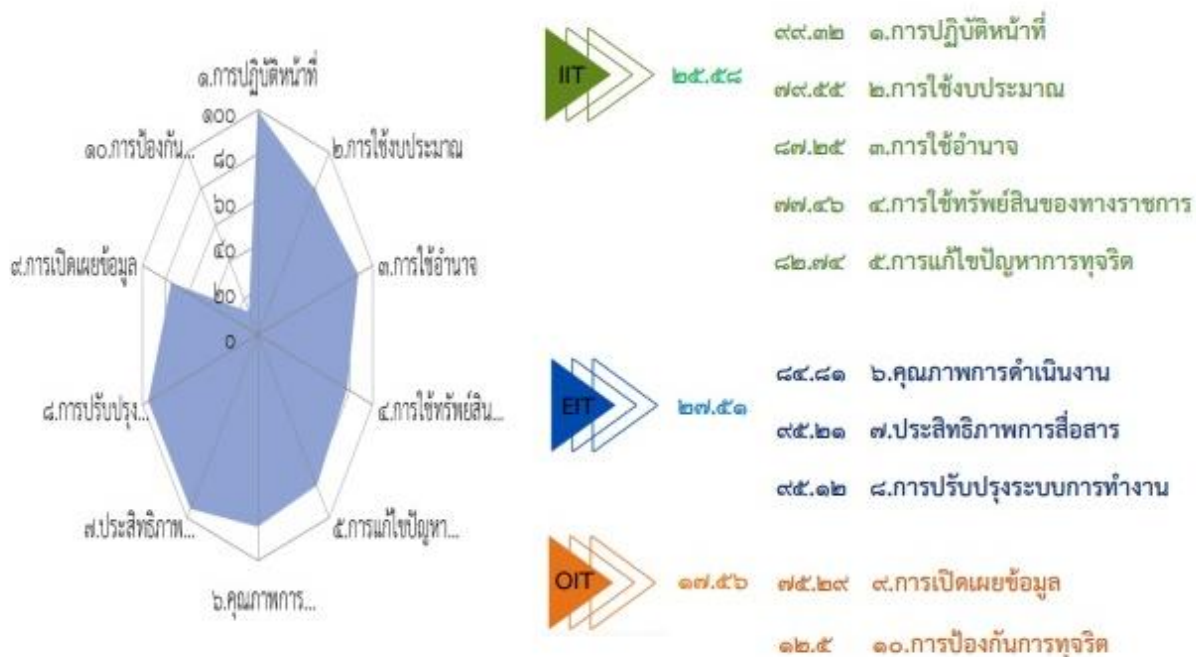 ๑.การปฏิบัติหน้าที่
๑๐๐
๑๐.การป้องกัน...
๘๐
๒.การใช้งบประมาณ
๖๐
๔๐
๙.การเปิดเผยข้อมูล
๓.การใช้อำนาจ
๒๐
๐
๘.การปรับปรุง...
๔.การใช้ทรัพย์สิน...
๗.ประสิทธิภาพ...
๕.การแก้ไขปัญหา...
๖.คุณภาพการ...
IIT ๒๕.๕๘
๙๙.๓๒ ๑.การปฏิบัติหน้าที่
๗๙.๕๕ ๒.การใช้งบประมาณ
๘๗.๒๕ ๓.การใช้อำนาจ
๗๗.๔๖ ๔.การใช้ทรัพย์สินของทางราชการ
๘๒.๗๔ ๕.การแก้ไขปัญหาการทุจริต
EIT ๒๗.๕๑
๘๔.๘๑ ๖.คุณภาพการดำเนินงาน
๙๕.๒๑ ๗.ประสิทธิภาพการสื่อสาร
๙๕.๑๒ ๘.การปรับปรุงระบบการทำงาน
OIT ๑๗.๕๖
๗๕.๒๙ ๙.การเปิดเผยข้อมูล
๑๒.๕ ๑๐.การป้องกันการทุจริต